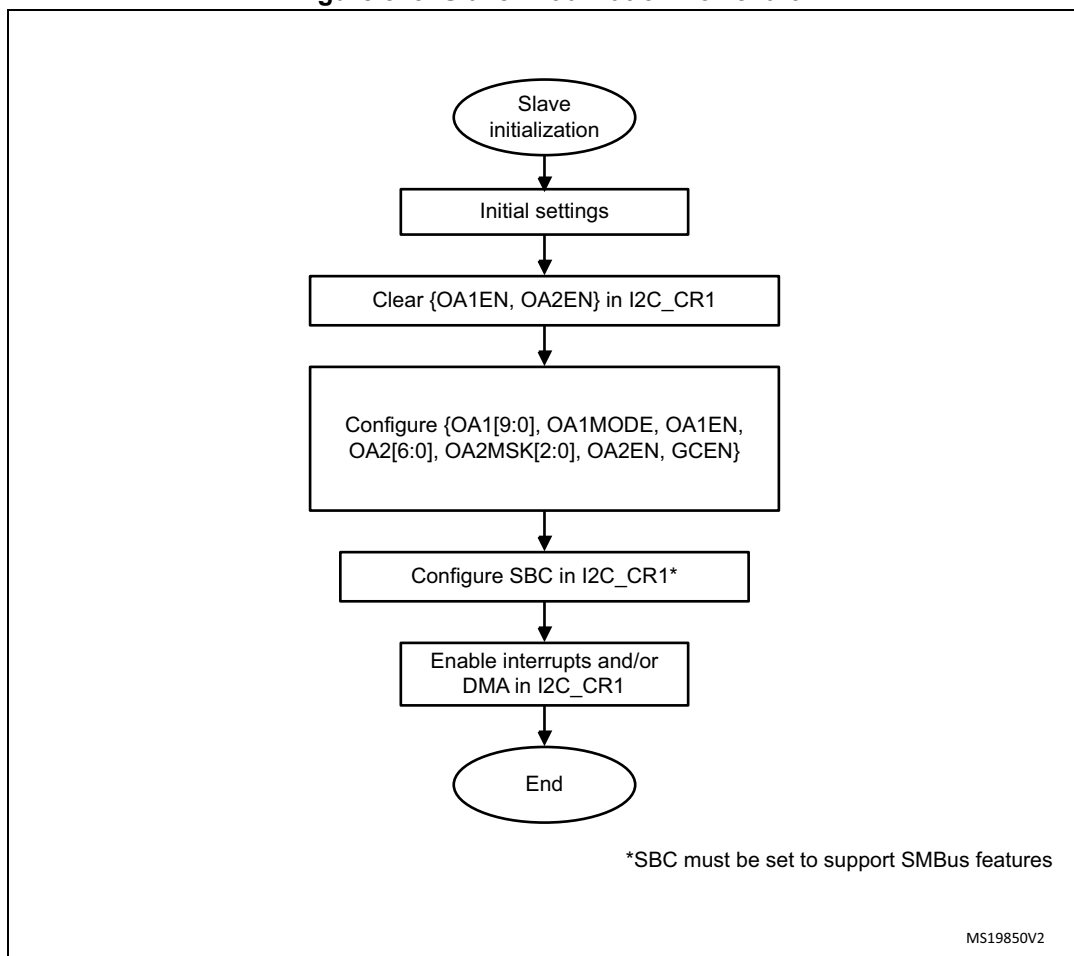 Slave
initialization
Initial settings
Clear {OA1EN, OA2EN} in I2C_CR1
Configure {OA1[9:0], OA1MODE, OA1EN,
OA2[6:0], OA2MSK[2:0], OA2EN, GCEN}
Configure SBC in I2C_CR1*
Enable interrupts and/or
DMA in I2C_CR1
End
*SBC must be set to support SMBus features
MS19850V2